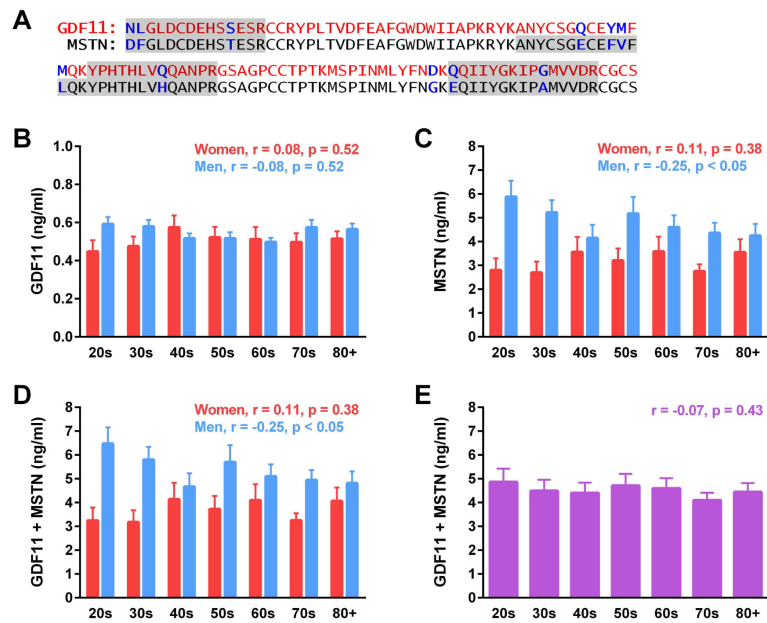 A
GDF11: NLGLDCDEHSSESRCCRYPLTVDFEAFGWDWIIAPKRYKANYCSGQCEYMF
MSTN: DFGLDCDEHSTESRCCRYPLTVDFEAFGWDWIIAPKRYKANYCSGECEFVF
MQKYPHTHLVQQANPRGSAGPCCTPTKMSPINMLYFNDKQQIIYGKIPGMVVDRCGCS
LQKYPHTHLVHQANPRGSAGPCCTPTKMSPINMLYFNGKEQIIYGKIPAMVVDRCGCS
B
Women, r = 0.08, p = 0.52
Men, r = -0.08, p = 0.52
GDF11 (ng/ml)
1.0
0.8
0.6
0.4
0.2
0.0
20s 30s 40s 50s 60s 70s 80+
C
Women, r = 0.11, p = 0.38
Men, r = -0.25, p < 0.05
MSTN (ng/ml)
8
7
6
5
4
3
2
1
0
20s 30s 40s 50s 60s 70s 80+
D
Women, r = 0.11, p = 0.38
Men, r = -0.25, p < 0.05
GDF11 + MSTN (ng/ml)
8
7
6
5
4
3
2
1
0
20s 30s 40s 50s 60s 70s 80+
E
r = -0.07, p = 0.43
GDF11 + MSTN (ng/ml)
8
7
6
5
4
3
2
1
0
20s 30s 40s 50s 60s 70s 80+